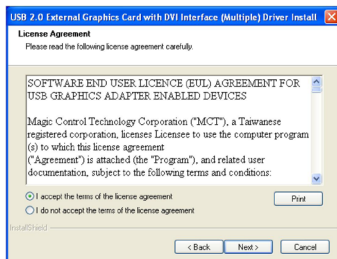 USB 2.0 External Graphics Card with DVI Interface (Multiple) Driver Install
License Agreement
Please read the following license agreement carefully.
SOFTWARE END USER LICENCE (EUL) AGREEMENT FOR
USB GRAPHICS ADAPTER ENABLED DEVICES
Magic Control Technology Corporation ("MCT"), a Taiwanese
registered corporation, licenses License to use the computer program
(s) to which this license agreement
("Agreement") is attached (the "Program"), and related user
documentation, subject to the following terms and conditions:
I accept the terms of the license agreement
Print
I do not accept the terms of the license agreement
InstallShield
< Back
Next >
Cancel